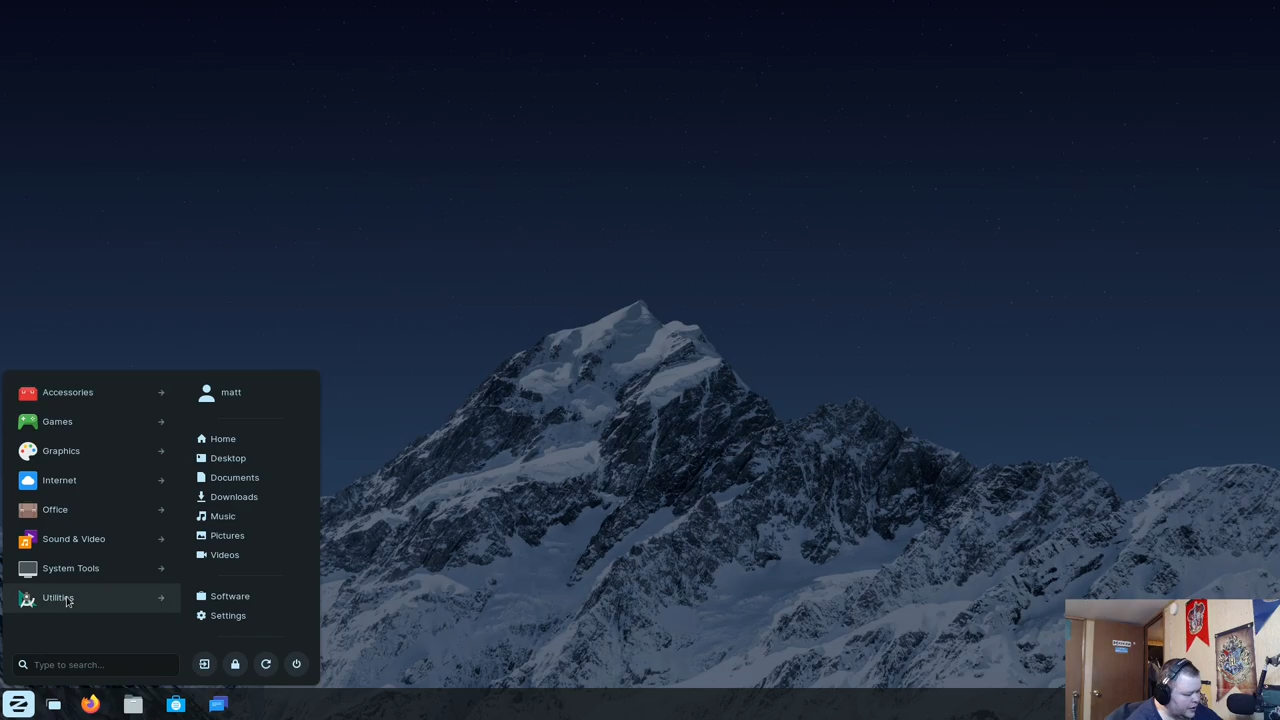 Accessories
Games
Graphics
Internet
Office
Sound & Video
System Tools
Utilities
Type to search...
matt
Home
Desktop
Documents
Downloads
Music
Pictures
Videos
Software
Settings